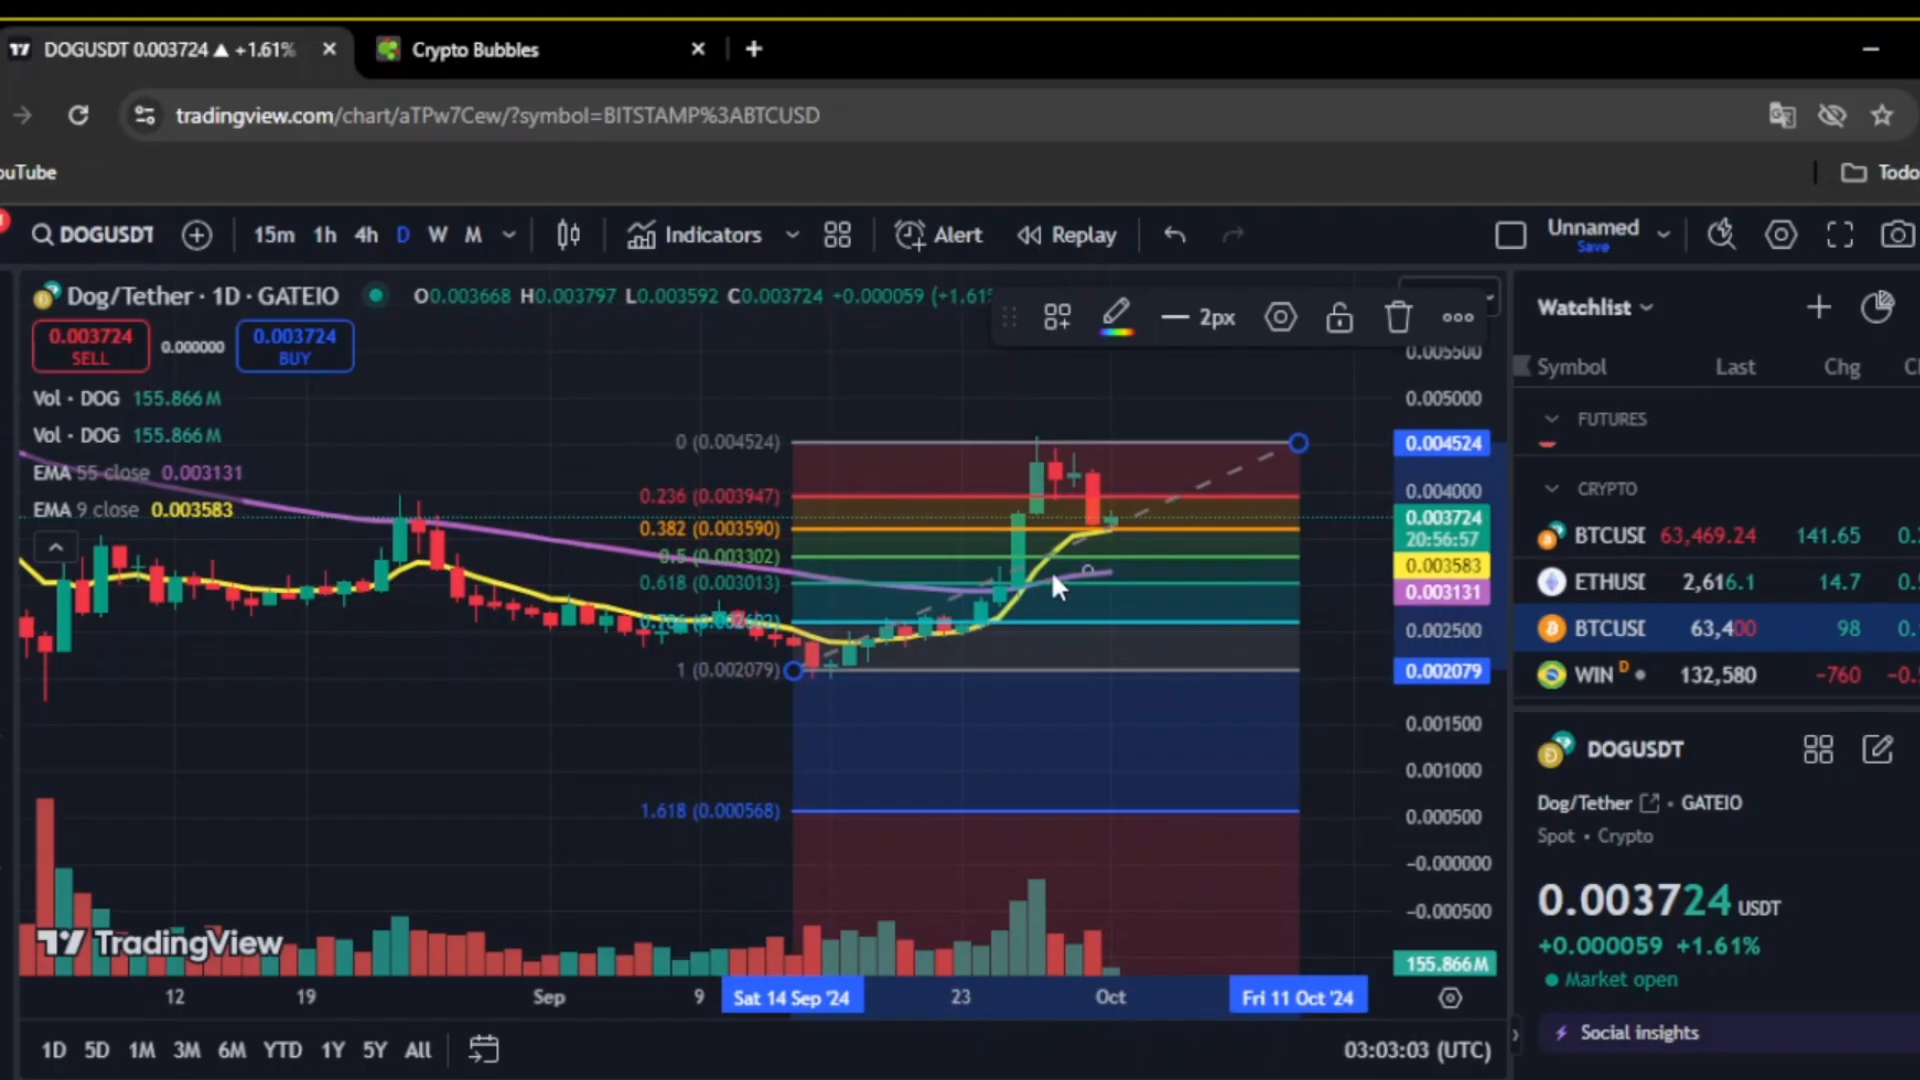 DOGUSDT 0.003724 ▲ +1.61%
Crypto Bubbles
tradingview.com/chart/aTPw7Cew/?symbol=BITSTAMP%3ABTCUSD
ouTube
Todo
DOGUSDT
15m 1h 4h D W M
Indicators
Alert
Replay
Unnamed
Save
Dog/Tether · 1D · GATEIO
O0.003668 H0.003797 L0.003592 C0.003724 +0.000059 (+1.61%
0.003724
SELL
0.000000
0.003724
BUY
2px
Vol · DOG 155.866 M
Vol · DOG 155.866 M
EMA 55 close 0.003131
EMA 9 close 0.003583
0 (0.004524)
0.236 (0.003947)
0.382 (0.003590)
0.5 (0.003302)
0.618 (0.003013)
1 (0.002079)
1.618 (0.000568)
0.005500
0.005000
0.004524
0.004000
0.003724
20:56:57
0.003583
0.003131
0.002500
0.002079
0.001500
0.001000
0.000500
−0.000000
−0.000500
155.866 M
TradingView
12 19 Sep 9 Sat 14 Sep '24 23 Oct Fri 11 Oct '24
1D 5D 1M 3M 6M YTD 1Y 5Y All
03:03:03 (UTC)
Watchlist
Symbol Last Chg
FUTURES
CRYPTO
BTCUSD 63,469.24 141.65
ETHUSD 2,616.1 14.7
BTCUSD 63,400 98
WIN D 132,580 −760
DOGUSDT
Dog/Tether · GATEIO
Spot · Crypto
0.003724 USDT
+0.000059 +1.61%
Market open
Social insights